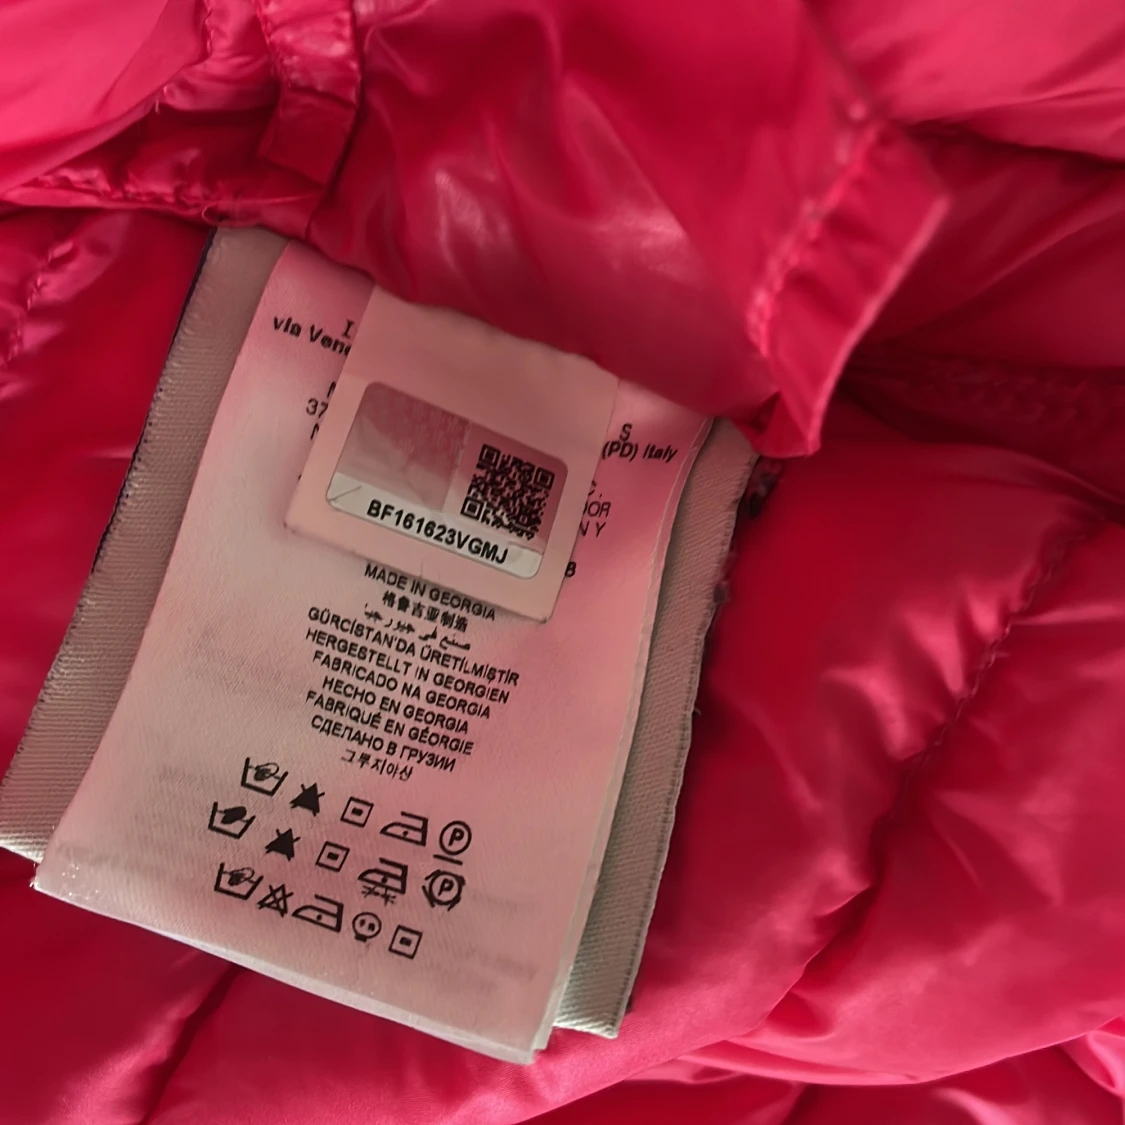 via Ven
37
S
(PD) Italy
OOR
N Y
B
BF161623VGMJ
MADE IN GEORGIA
格鲁吉亚制造
صنع في جورجيا
GÜRCİSTAN'DA ÜRETİLMİŞTİR
HERGESTELLT IN GEORGIEN
FABRICADO NA GEORGIA
HECHO EN GEORGIA
FABRIQUÉ EN GÉORGIE
СДЕЛАНО В ГРУЗИИ
그루지아산
P
P